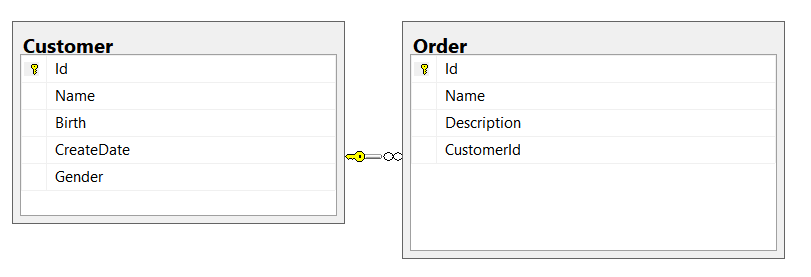 Customer
Id
Name
Birth
CreateDate
Gender
Order
Id
Name
Description
CustomerId